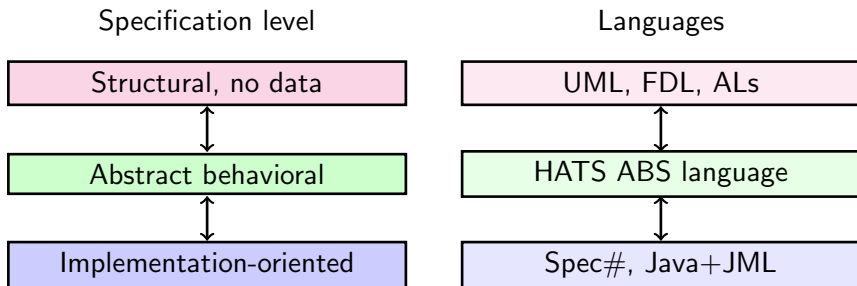 Specification level
Languages
Structural, no data
UML, FDL, ALs
Abstract behavioral
HATS ABS language
Implementation-oriented
Spec#, Java+JML